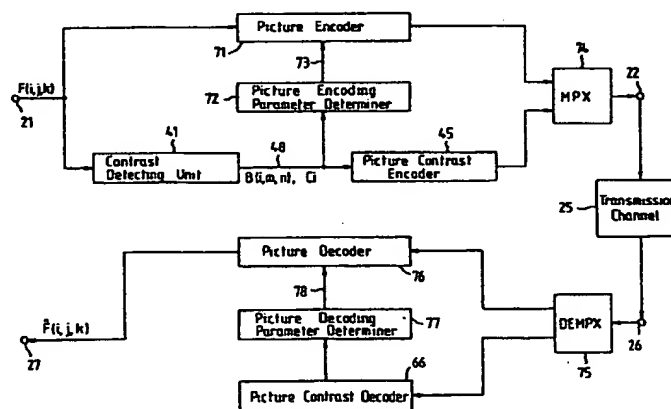 Picture Encoder
71
73
74
22
F(i,j,k)
21
72
Picture Encoding
Parameter Determiner
MPX
41
48
45
Contrast
Detecting Unit
B(i,m,n), Ci
Picture Contrast
Encoder
25
Transmission
Channel
Picture Decoder
76
78
F̂(i,j,k)
27
Picture Decoding
Parameter Determiner
77
DEMPX
26
75
66
Picture Contrast Decoder